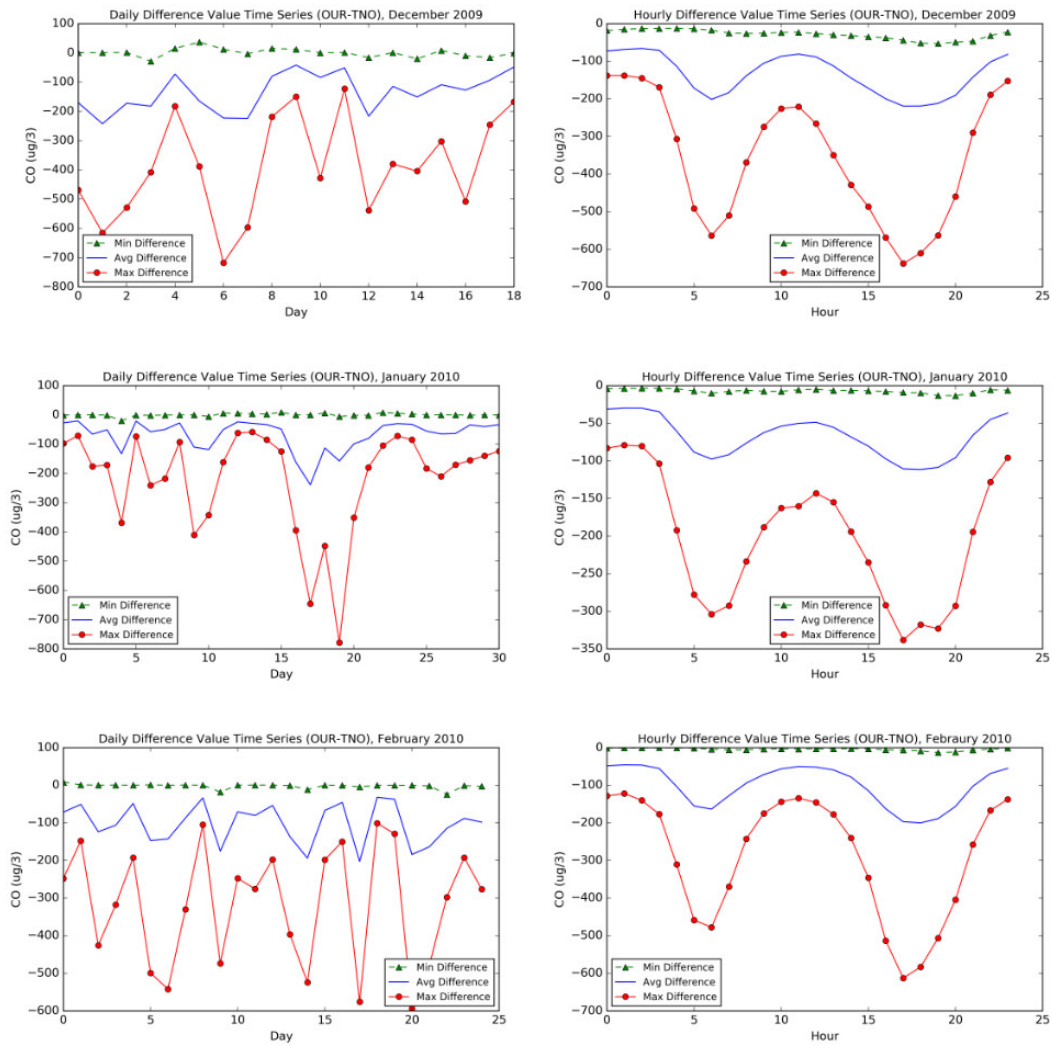 Daily Difference Value Time Series (OUR-TNO), December 2009
CO (ug/3)
100
0
−100
−200
−300
−400
−500
−600
−700
−800
Min Difference
Avg Difference
Max Difference
0 2 4 6 8 10 12 14 16 18
Day
Hourly Difference Value Time Series (OUR-TNO), December 2009
CO (ug/3)
0
−100
−200
−300
−400
−500
−600
−700
Min Difference
Avg Difference
Max Difference
0 5 10 15 20 25
Hour
Daily Difference Value Time Series (OUR-TNO), January 2010
CO (ug/3)
100
0
−100
−200
−300
−400
−500
−600
−700
−800
Min Difference
Avg Difference
Max Difference
0 5 10 15 20 25 30
Day
Hourly Difference Value Time Series (OUR-TNO), January 2010
CO (ug/3)
0
−50
−100
−150
−200
−250
−300
−350
Min Difference
Avg Difference
Max Difference
0 5 10 15 20 25
Hour
Daily Difference Value Time Series (OUR-TNO), February 2010
CO (ug/3)
100
0
−100
−200
−300
−400
−500
−600
Min Difference
Avg Difference
Max Difference
0 5 10 15 20 25
Day
Hourly Difference Value Time Series (OUR-TNO), Febraury 2010
CO (ug/3)
0
−100
−200
−300
−400
−500
−600
−700
Min Difference
Avg Difference
Max Difference
0 5 10 15 20 25
Hour